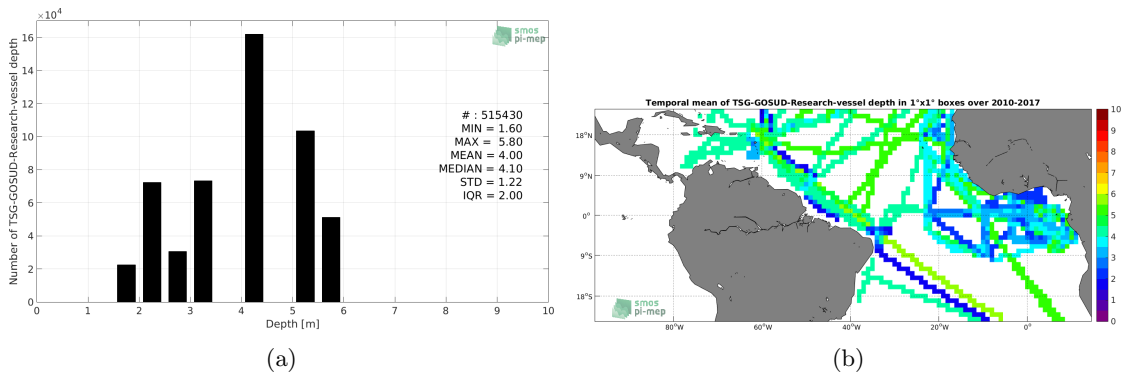 ×10⁴
16
14
12
10
8
6
4
2
0
Number of TSG-GOSUD-Research-vessel depth
smos
pi-mep
# : 515430
MIN = 1.60
MAX = 5.80
MEAN = 4.00
MEDIAN = 4.10
STD = 1.22
IQR = 2.00
0 1 2 3 4 5 6 7 8 9 10
Depth [m]
(a)
Temporal mean of TSG-GOSUD-Research-vessel depth in 1°x1° boxes over 2010-2017
18°N
9°N
0°
9°S
18°S
smos
pi-mep
80°W 60°W 40°W 20°W 0°
10
9
8
7
6
5
4
3
2
1
0
(b)